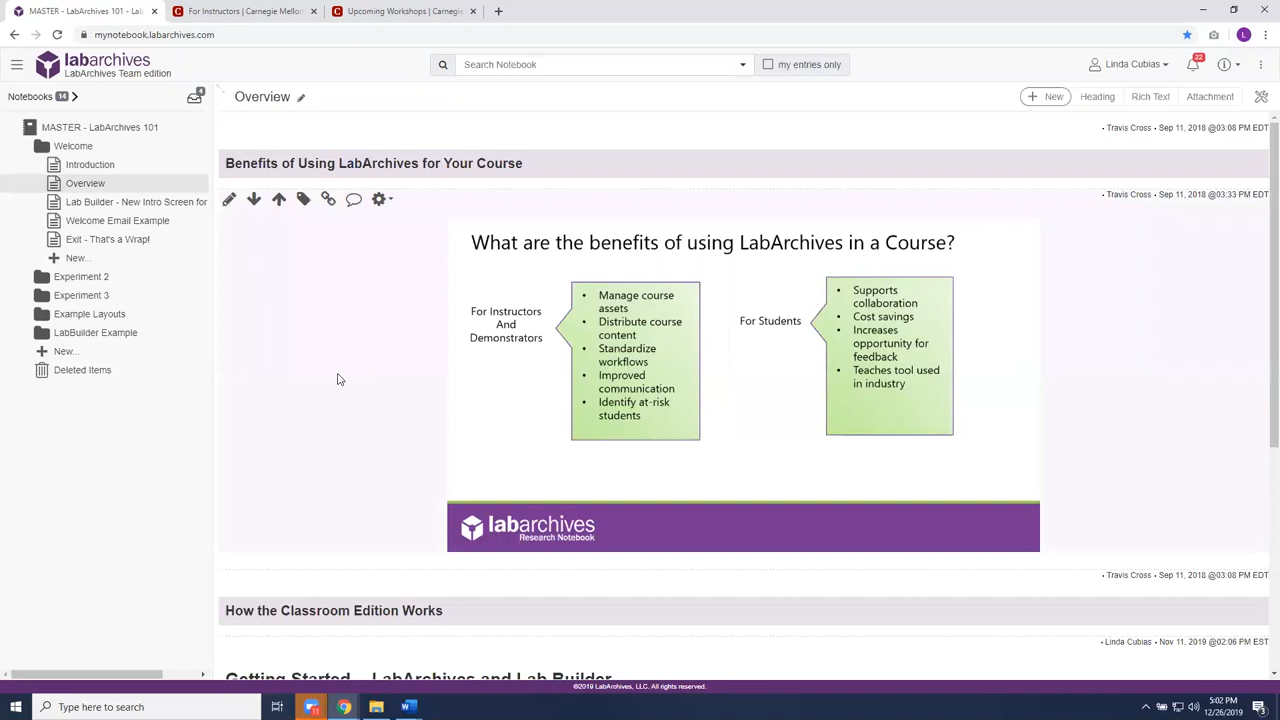 MASTER - LabArchives 101 - Lab
For Instructors | Carnegie Mellon
Upcoming Workshops | Carnegie
mynotebook.labarchives.com
labarchives
LabArchives Team edition
Search Notebook
my entries only
Linda Cubias
22
Notebooks 14
4
Overview
New
Heading
Rich Text
Attachment
MASTER - LabArchives 101
Welcome
Introduction
Overview
Lab Builder - New Intro Screen for
Welcome Email Example
Exit - That's a Wrap!
New...
Experiment 2
Experiment 3
Example Layouts
LabBuilder Example
New...
Deleted Items
• Travis Cross • Sep 11, 2018 @03:08 PM EDT
Benefits of Using LabArchives for Your Course
• Travis Cross • Sep 11, 2018 @03:33 PM EDT
What are the benefits of using LabArchives in a Course?
For Instructors
And
Demonstrators
• Manage course
assets
• Distribute course
content
• Standardize
workflows
• Improved
communication
• Identify at-risk
students
For Students
• Supports
collaboration
• Cost savings
• Increases
opportunity for
feedback
• Teaches tool used
in industry
labarchives
Research Notebook
• Travis Cross • Sep 11, 2018 @03:08 PM EDT
How the Classroom Edition Works
• Linda Cubias • Nov 11, 2019 @02:06 PM EST
Getting Started - LabArchives and Lab Builder
©2019 LabArchives, LLC. All rights reserved.
Type here to search
5:02 PM
12/26/2019
3